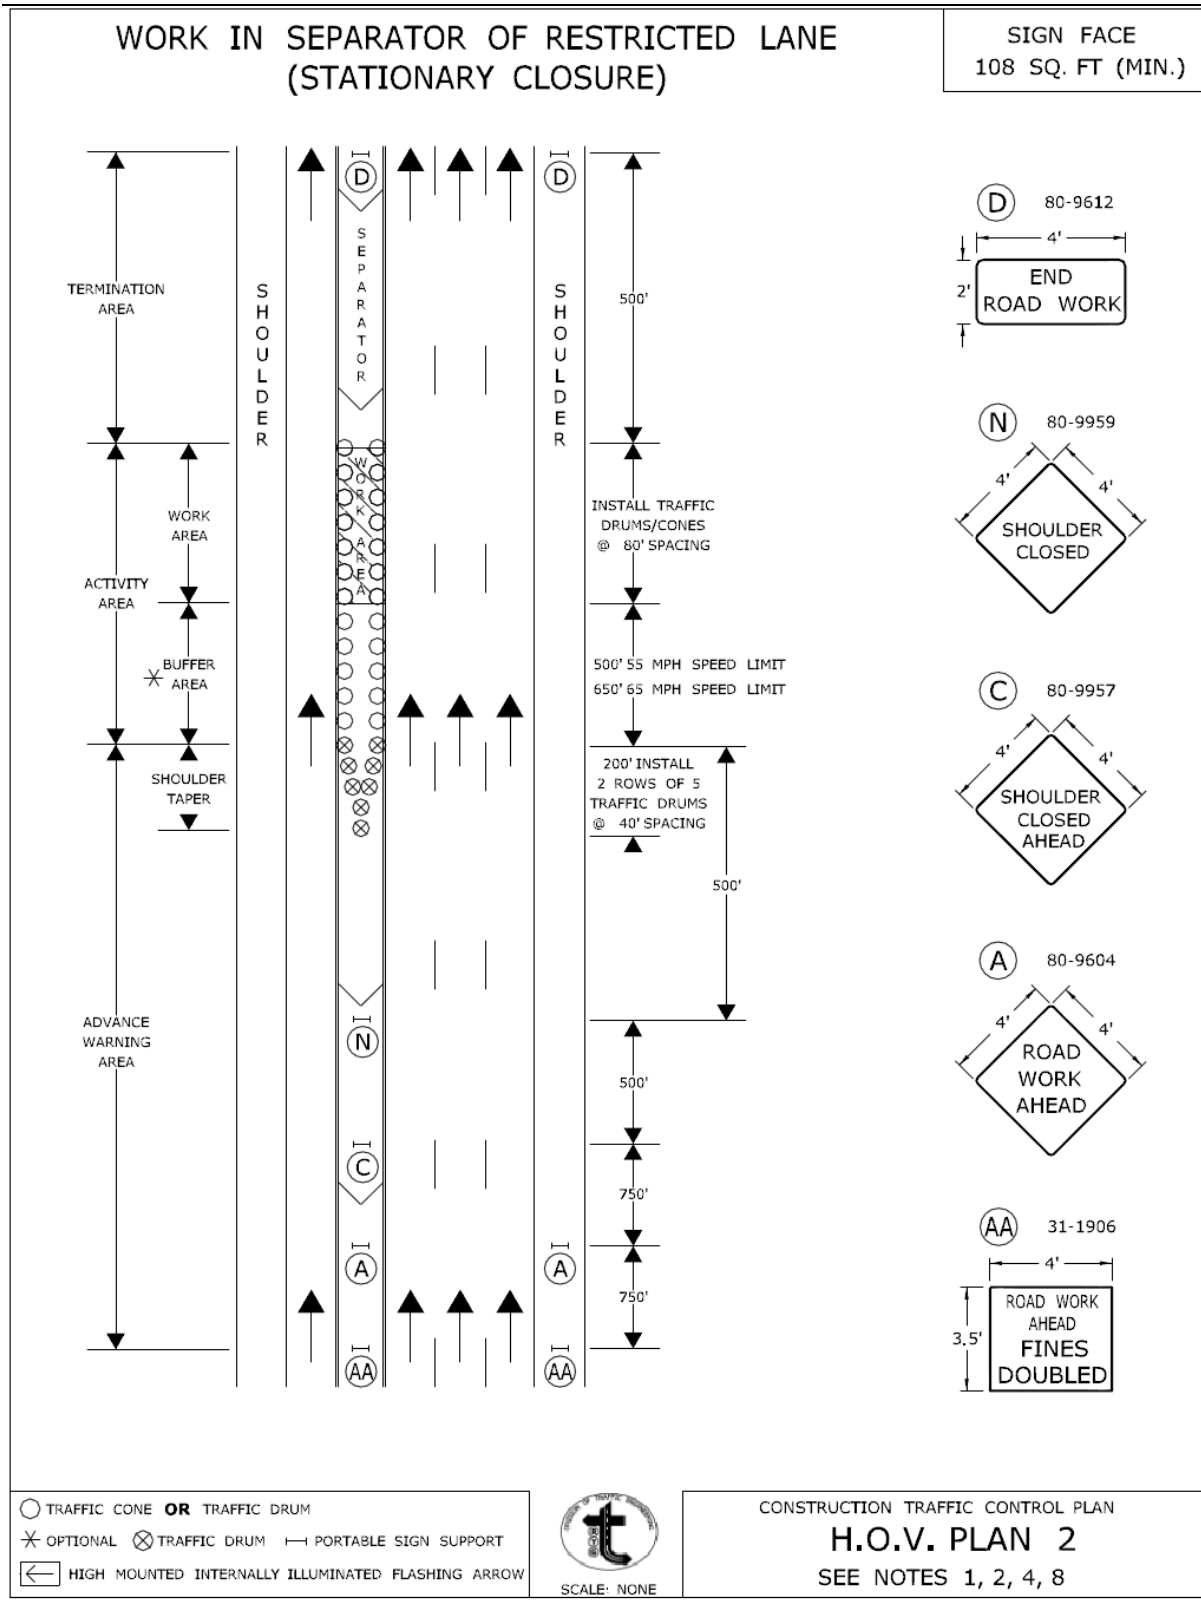 WORK IN SEPARATOR OF RESTRICTED LANE
(STATIONARY CLOSURE)
SIGN FACE
108 SQ. FT (MIN.)
D
D
SEPARATOR
SHOULDER
SHOULDER
TERMINATION
AREA
500'
WORK AREA
WORK
AREA
ACTIVITY
AREA
BUFFER
AREA
INSTALL TRAFFIC
DRUMS/CONES
@ 80' SPACING
500' 55 MPH SPEED LIMIT
650' 65 MPH SPEED LIMIT
SHOULDER
TAPER
200' INSTALL
2 ROWS OF 5
TRAFFIC DRUMS
@ 40' SPACING
500'
ADVANCE
WARNING
AREA
N
500'
C
750'
A
A
750'
AA
AA
D 80-9612
4'
2'
END
ROAD WORK
N 80-9959
4' 4'
SHOULDER
CLOSED
C 80-9957
4' 4'
SHOULDER
CLOSED
AHEAD
A 80-9604
4' 4'
ROAD
WORK
AHEAD
AA 31-1906
4'
3.5'
ROAD WORK
AHEAD
FINES
DOUBLED
TRAFFIC CONE OR TRAFFIC DRUM
OPTIONAL TRAFFIC DRUM PORTABLE SIGN SUPPORT
HIGH MOUNTED INTERNALLY ILLUMINATED FLASHING ARROW
DIVISION OF TRAFFIC ENGINEERING
t
SCALE: NONE
CONSTRUCTION TRAFFIC CONTROL PLAN
H.O.V. PLAN 2
SEE NOTES 1, 2, 4, 8